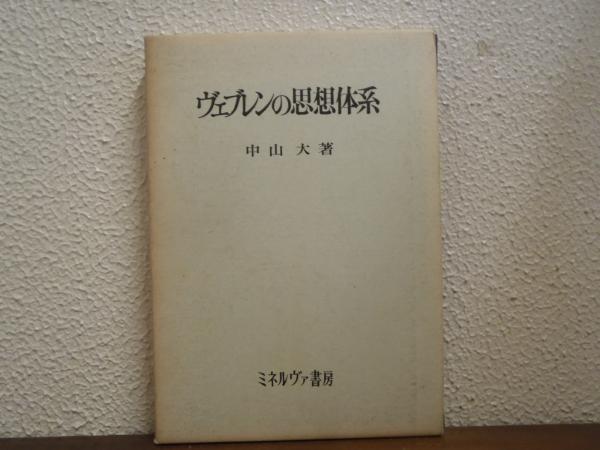 ヴェブレンの思想体系
中山大著
ミネルヴァ書房